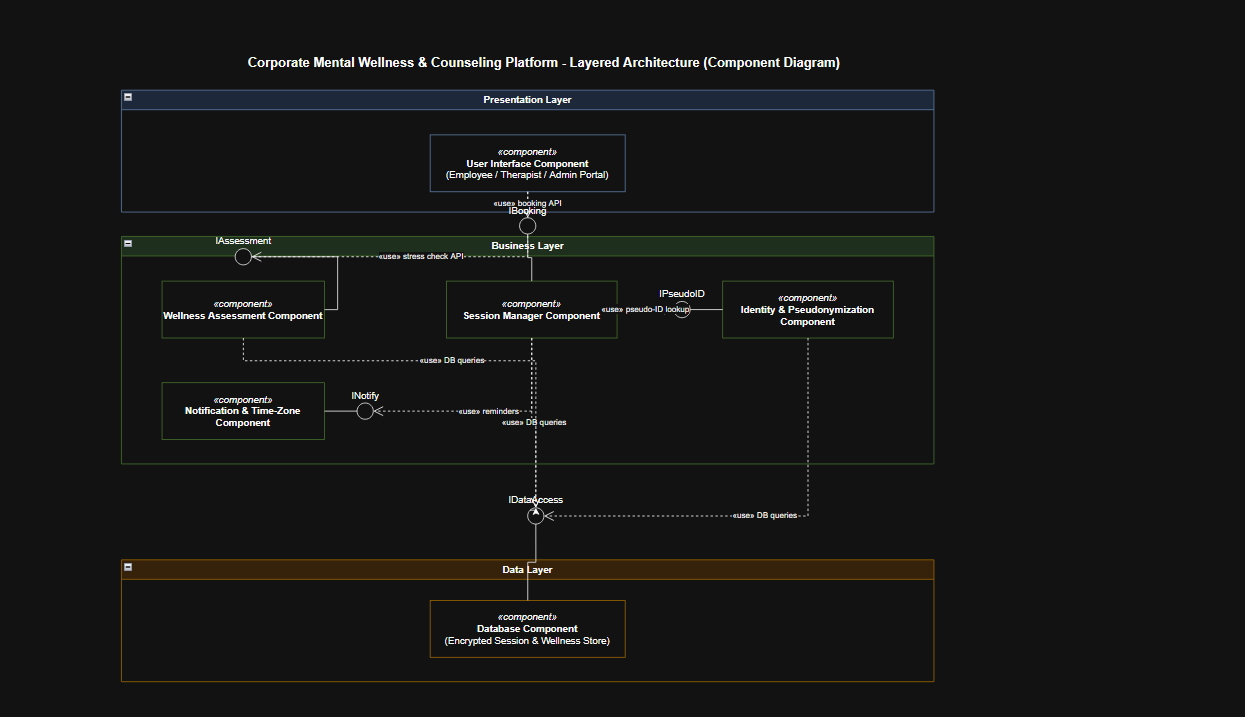 Corporate Mental Wellness & Counseling Platform - Layered Architecture (Component Diagram)
Presentation Layer
«component»
User Interface Component
(Employee / Therapist / Admin Portal)
«use» booking API
IBooking
Business Layer
IAssessment
«use» stress check API
«component»
Wellness Assessment Component
«component»
Session Manager Component
IPseudoID
«use» pseudo-ID lookup
«component»
Identity & Pseudonymization
Component
«use» DB queries
«component»
Notification & Time-Zone
Component
INotify
«use» reminders
«use» DB queries
IDataAccess
«use» DB queries
Data Layer
«component»
Database Component
(Encrypted Session & Wellness Store)